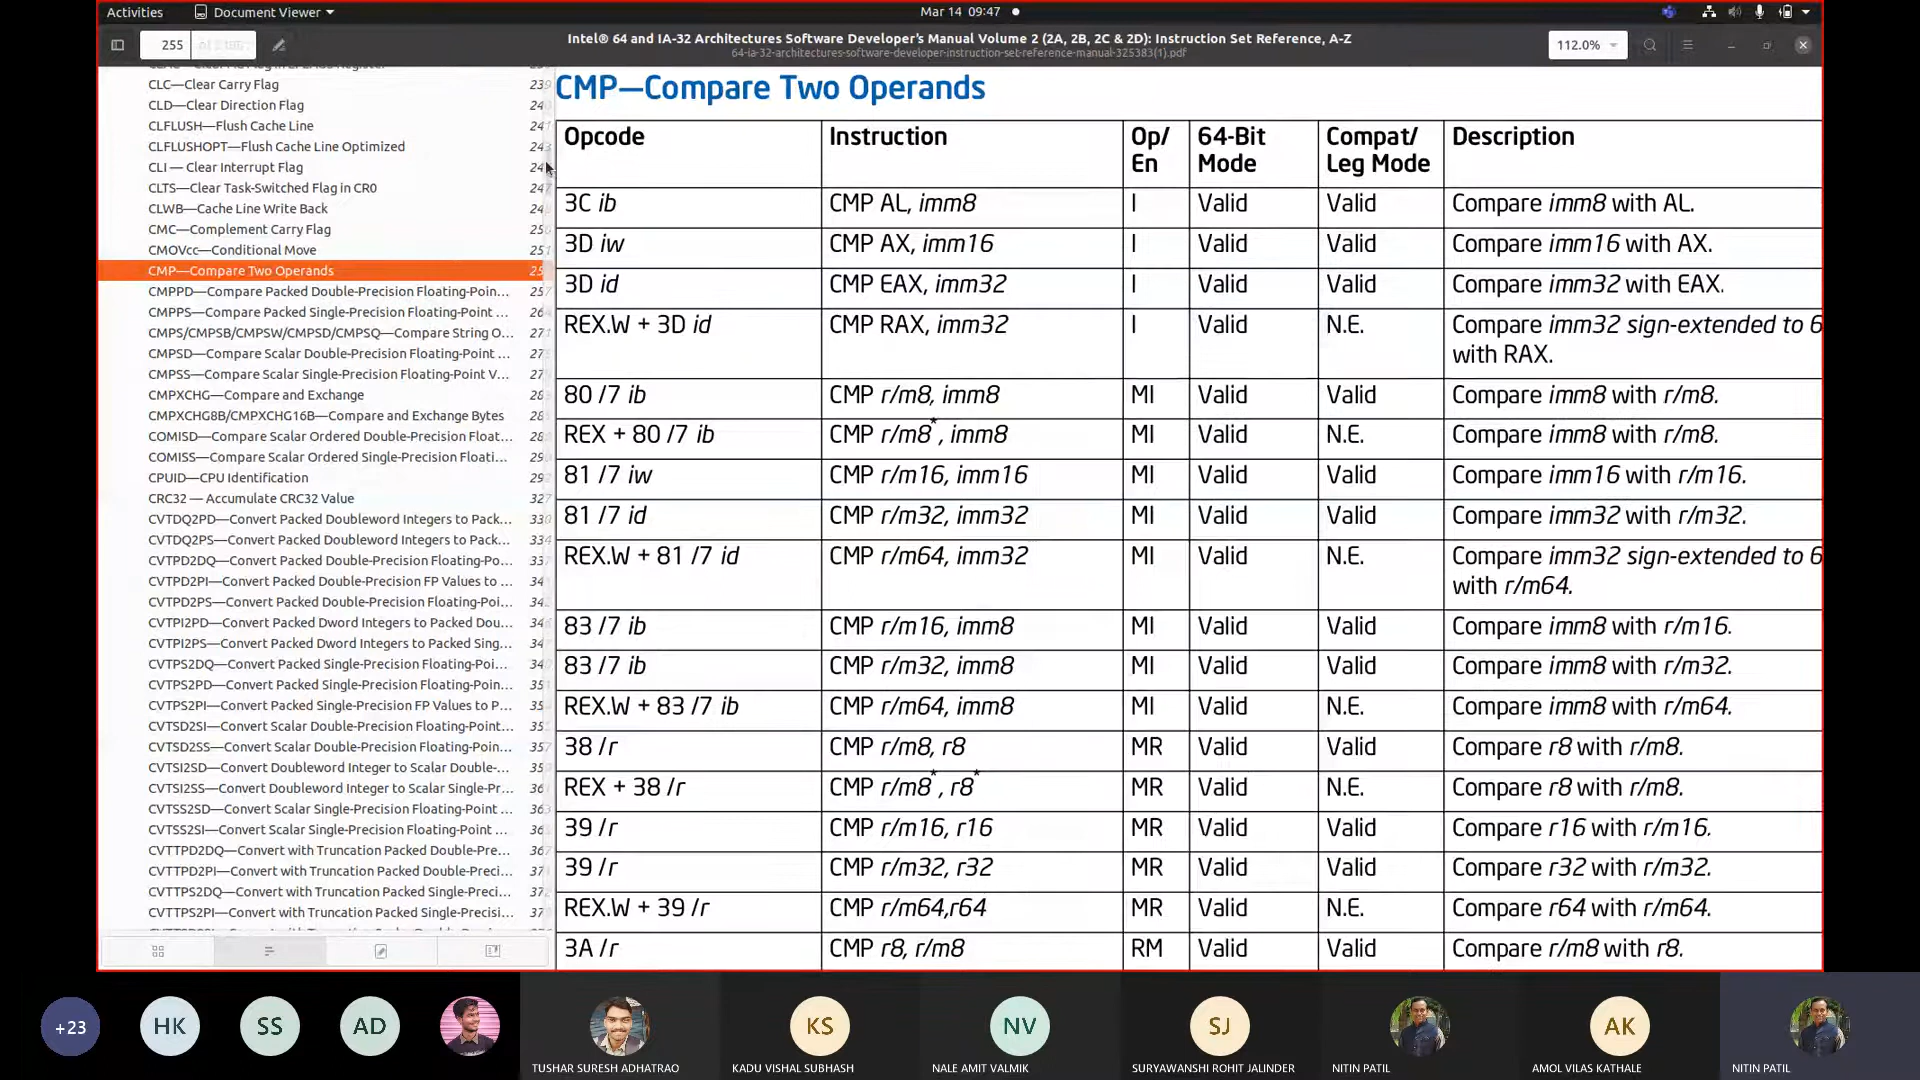 Activities
Document Viewer
Mar 14 09:47
255
Intel® 64 and IA-32 Architectures Software Developer's Manual Volume 2 (2A, 2B, 2C & 2D): Instruction Set Reference, A-Z
64-ia-32-architectures-software-developer-instruction-set-reference-manual-325383(1).pdf
112.0%
CLC—Clear Carry Flag
CLD—Clear Direction Flag
CLFLUSH—Flush Cache Line
CLFLUSHOPT—Flush Cache Line Optimized
CLI — Clear Interrupt Flag
CLTS—Clear Task-Switched Flag in CR0 247
CLWB—Cache Line Write Back
CMC—Complement Carry Flag
CMOVcc—Conditional Move 251
CMP—Compare Two Operands
CMPPD—Compare Packed Double-Precision Floating-Poin... 257
CMPPS—Compare Packed Single-Precision Floating-Point ...
CMPS/CMPSB/CMPSW/CMPSD/CMPSQ—Compare String O... 271
CMPSD—Compare Scalar Double-Precision Floating-Point ...
CMPSS—Compare Scalar Single-Precision Floating-Point V...
CMPXCHG—Compare and Exchange
CMPXCHG8B/CMPXCHG16B—Compare and Exchange Bytes
COMISD—Compare Scalar Ordered Double-Precision Float...
COMISS—Compare Scalar Ordered Single-Precision Floati...
CPUID—CPU Identification
CRC32 — Accumulate CRC32 Value 327
CVTDQ2PD—Convert Packed Doubleword Integers to Pack... 330
CVTDQ2PS—Convert Packed Doubleword Integers to Pack... 334
CVTPD2DQ—Convert Packed Double-Precision Floating-Po... 337
CVTPD2PI—Convert Packed Double-Precision FP Values to ...
CVTPD2PS—Convert Packed Double-Precision Floating-Poi...
CVTPI2PD—Convert Packed Dword Integers to Packed Dou...
CVTPI2PS—Convert Packed Dword Integers to Packed Sing...
CVTPS2DQ—Convert Packed Single-Precision Floating-Poi...
CVTPS2PD—Convert Packed Single-Precision Floating-Poi... 351
CVTPS2PI—Convert Packed Single-Precision FP Values to P...
CVTSD2SI—Convert Scalar Double-Precision Floating-Poin...
CVTSD2SS—Convert Scalar Double-Precision Floating-Poin... 357
CVTSI2SD—Convert Doubleword Integer to Scalar Double-...
CVTSI2SS—Convert Doubleword Integer to Scalar Single-Pr...
CVTSS2SD—Convert Scalar Single-Precision Floating-Point ... 363
CVTSS2SI—Convert Scalar Single-Precision Floating-Point ...
CVTTPD2DQ—Convert with Truncation Packed Double-Pre... 367
CVTTPD2PI—Convert with Truncation Packed Double-Preci...
CVTTPS2DQ—Convert with Truncation Packed Single-Preci...
CVTTPS2PI—Convert with Truncation Packed Single-Precisi...
CMP—Compare Two Operands
Opcode Instruction Op/ En 64-Bit Mode Compat/ Leg Mode Description
3C ib CMP AL, imm8 I Valid Valid Compare imm8 with AL.
3D iw CMP AX, imm16 I Valid Valid Compare imm16 with AX.
3D id CMP EAX, imm32 I Valid Valid Compare imm32 with EAX.
REX.W + 3D id CMP RAX, imm32 I Valid N.E. Compare imm32 sign-extended to 6
with RAX.
80 /7 ib CMP r/m8, imm8 MI Valid Valid Compare imm8 with r/m8.
REX + 80 /7 ib CMP r/m8*, imm8 MI Valid N.E. Compare imm8 with r/m8.
81 /7 iw CMP r/m16, imm16 MI Valid Valid Compare imm16 with r/m16.
81 /7 id CMP r/m32, imm32 MI Valid Valid Compare imm32 with r/m32.
REX.W + 81 /7 id CMP r/m64, imm32 MI Valid N.E. Compare imm32 sign-extended to 6
with r/m64.
83 /7 ib CMP r/m16, imm8 MI Valid Valid Compare imm8 with r/m16.
83 /7 ib CMP r/m32, imm8 MI Valid Valid Compare imm8 with r/m32.
REX.W + 83 /7 ib CMP r/m64, imm8 MI Valid N.E. Compare imm8 with r/m64.
38 /r CMP r/m8, r8 MR Valid Valid Compare r8 with r/m8.
REX + 38 /r CMP r/m8*, r8* MR Valid N.E. Compare r8 with r/m8.
39 /r CMP r/m16, r16 MR Valid Valid Compare r16 with r/m16.
39 /r CMP r/m32, r32 MR Valid Valid Compare r32 with r/m32.
REX.W + 39 /r CMP r/m64,r64 MR Valid N.E. Compare r64 with r/m64.
3A /r CMP r8, r/m8 RM Valid Valid Compare r/m8 with r8.
+23
HK
SS
AD
KS
NV
SJ
AK
TUSHAR SURESH ADHATRAO
KADU VISHAL SUBHASH
NALE AMIT VALMIK
SURYAWANSHI ROHIT JALINDER
NITIN PATIL
AMOL VILAS KATHALE
NITIN PATIL